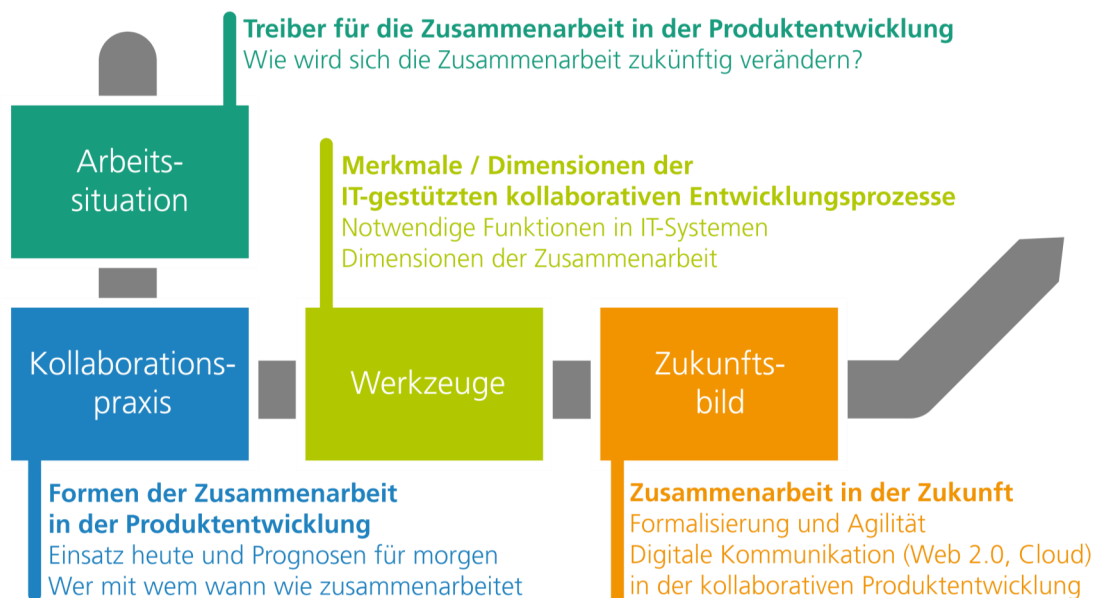 Treiber für die Zusammenarbeit in der Produktentwicklung
Wie wird sich die Zusammenarbeit zukünftig verändern?
Arbeits-
situation
Merkmale / Dimensionen der
IT-gestützten kollaborativen Entwicklungsprozesse
Notwendige Funktionen in IT-Systemen
Dimensionen der Zusammenarbeit
Kollaborations-
praxis
Werkzeuge
Zukunfts-
bild
Formen der Zusammenarbeit
in der Produktentwicklung
Einsatz heute und Prognosen für morgen
Wer mit wem wann wie zusammenarbeitet
Zusammenarbeit in der Zukunft
Formalisierung und Agilität
Digitale Kommunikation (Web 2.0, Cloud)
in der kollaborativen Produktentwicklung